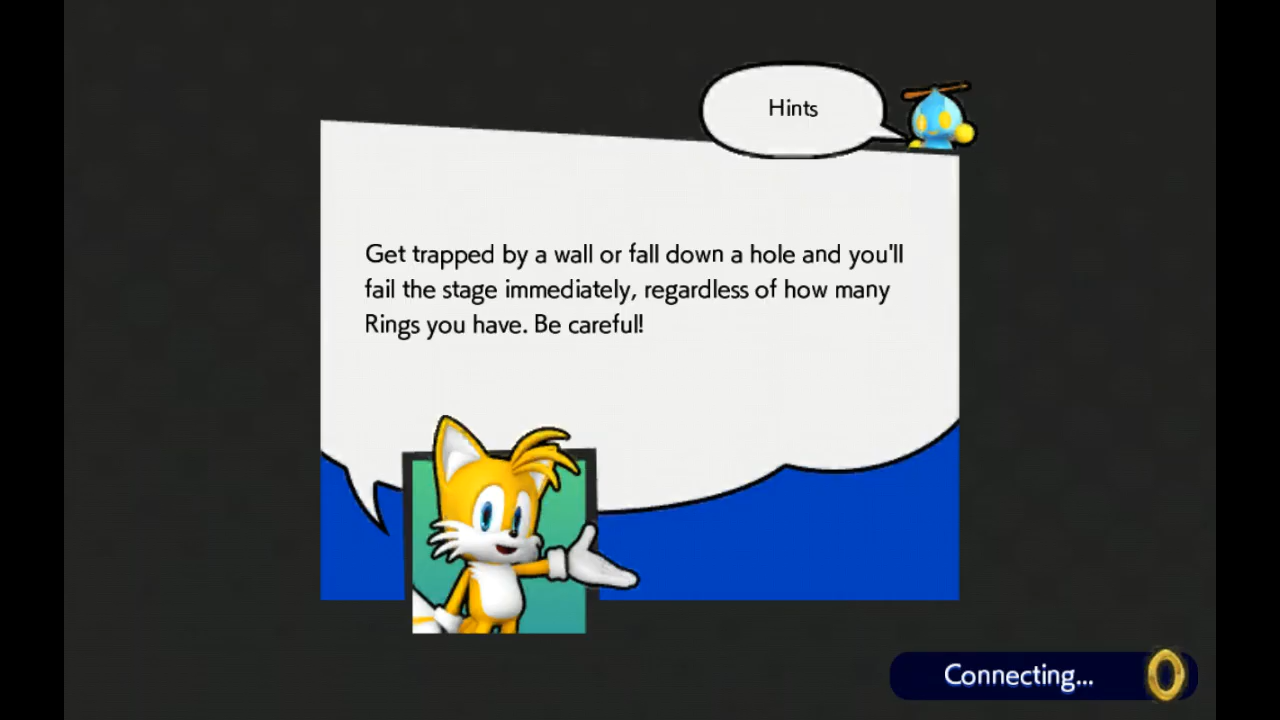 Hints
Get trapped by a wall or fall down a hole and you'll
fail the stage immediately, regardless of how many
Rings you have. Be careful!
Connecting...